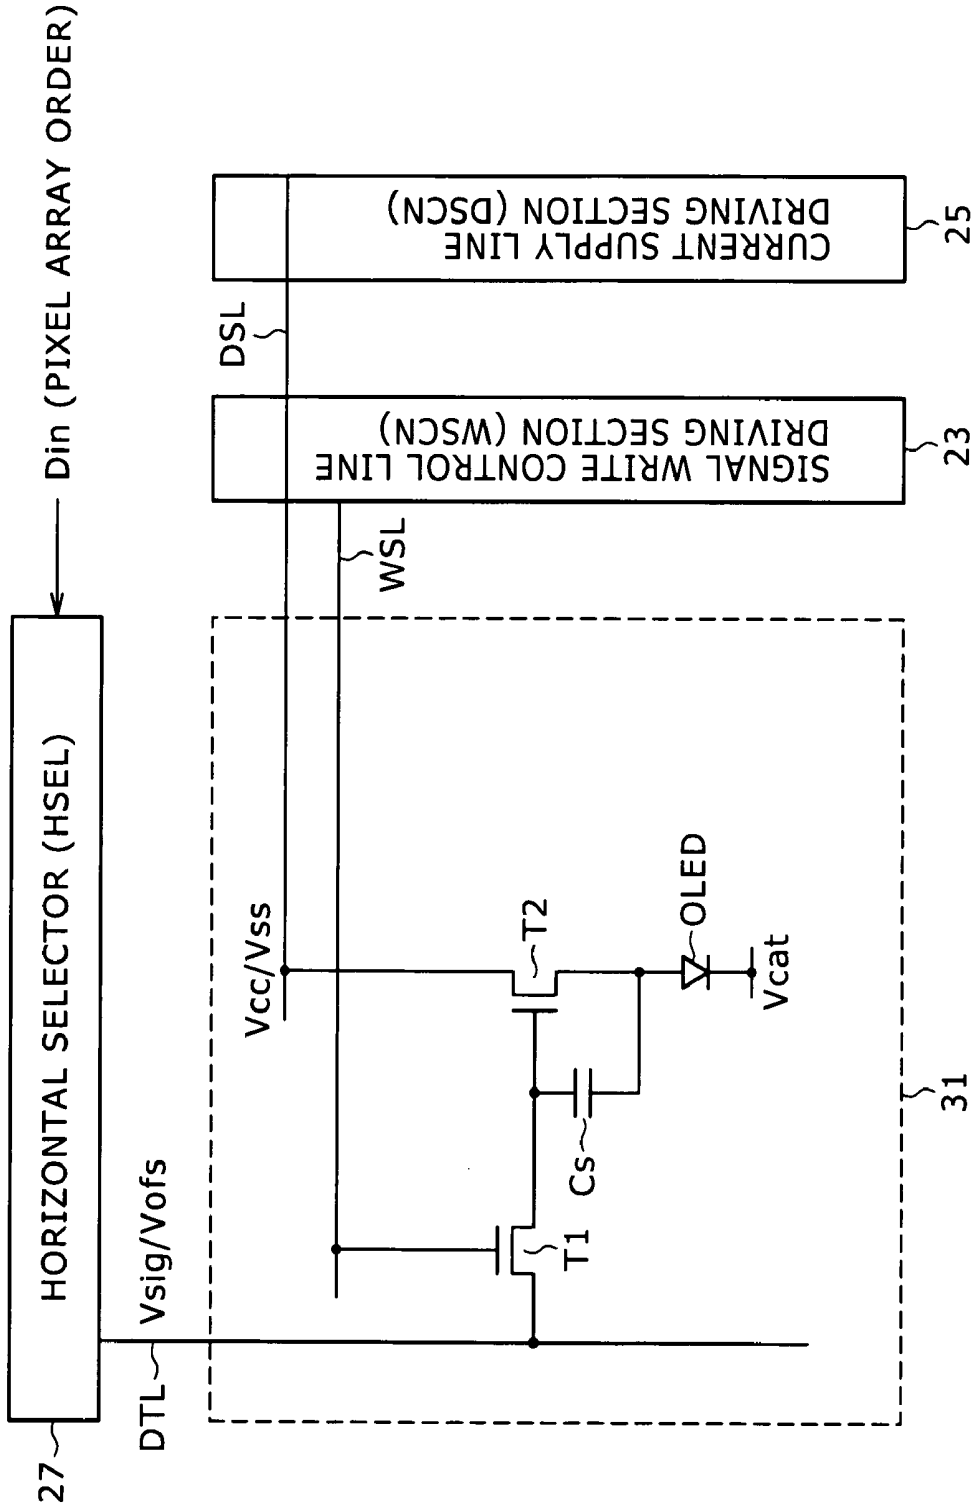 Din (PIXEL ARRAY ORDER)
27
HORIZONTAL SELECTOR (HSEL)
DTL
Vsig/Vofs
Vcc/Vss
DSL
WSL
SIGNAL WRITE CONTROL LINE
DRIVING SECTION (WSCN)
23
CURRENT SUPPLY LINE
DRIVING SECTION (DSCN)
25
T1
Cs
T2
OLED
Vcat
31